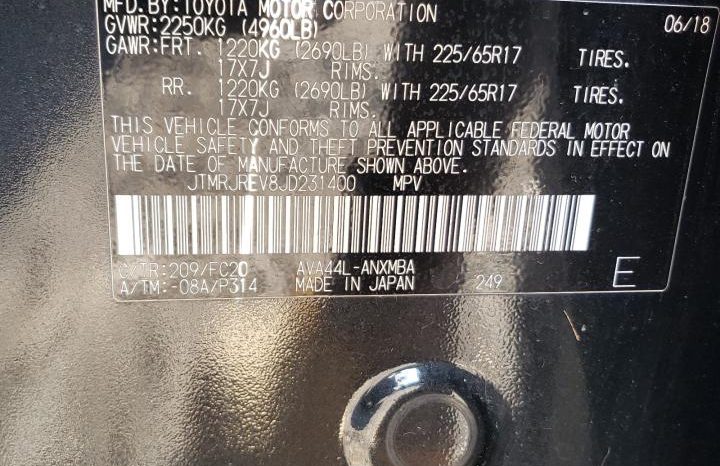 MFD. BY: TOYOTA MOTOR CORPORATION 06/18
GVWR: 2250KG (4960LB)
GAWR: FRT. 1220KG (2690LB) WITH 225/65R17 TIRES.
17X7J RIMS.
RR. 1220KG (2690LB) WITH 225/65R17 TIRES.
17X7J RIMS.
THIS VEHICLE CONFORMS TO ALL APPLICABLE FEDERAL MOTOR
VEHICLE SAFETY AND THEFT PREVENTION STANDARDS IN EFFECT ON
THE DATE OF MANUFACTURE SHOWN ABOVE.
JTMRJREV8JD231400 MPV
C/TR: 209/FC20 AVA44L-ANXMBA
A/TM: -08A/P314 MADE IN JAPAN 249 E